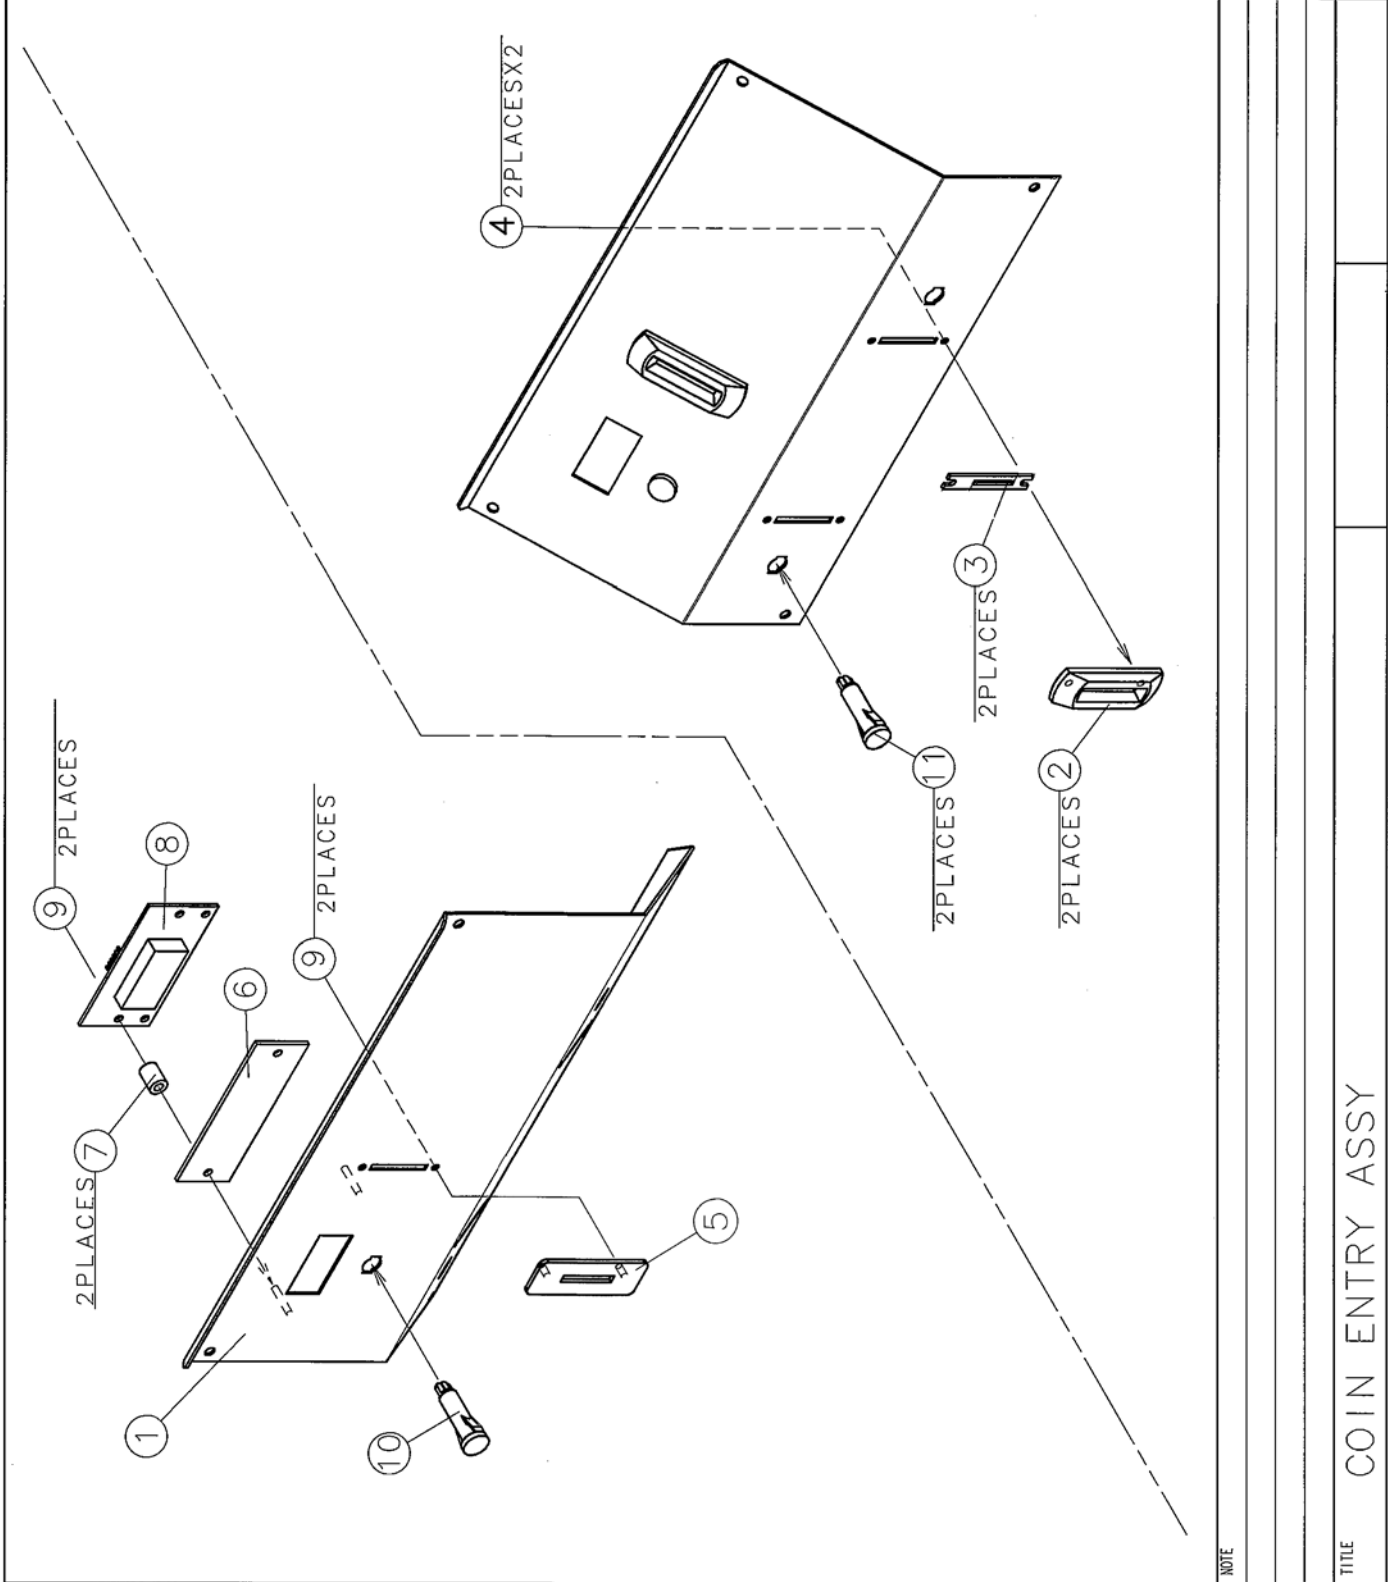 9 2PLACES
8
2PLACES 7
6
9 2PLACES
1
10
5
4 2PLACESX2
2PLACES 3
2PLACES 11
2PLACES 2
NOTE
TITLE COIN ENTRY ASSY